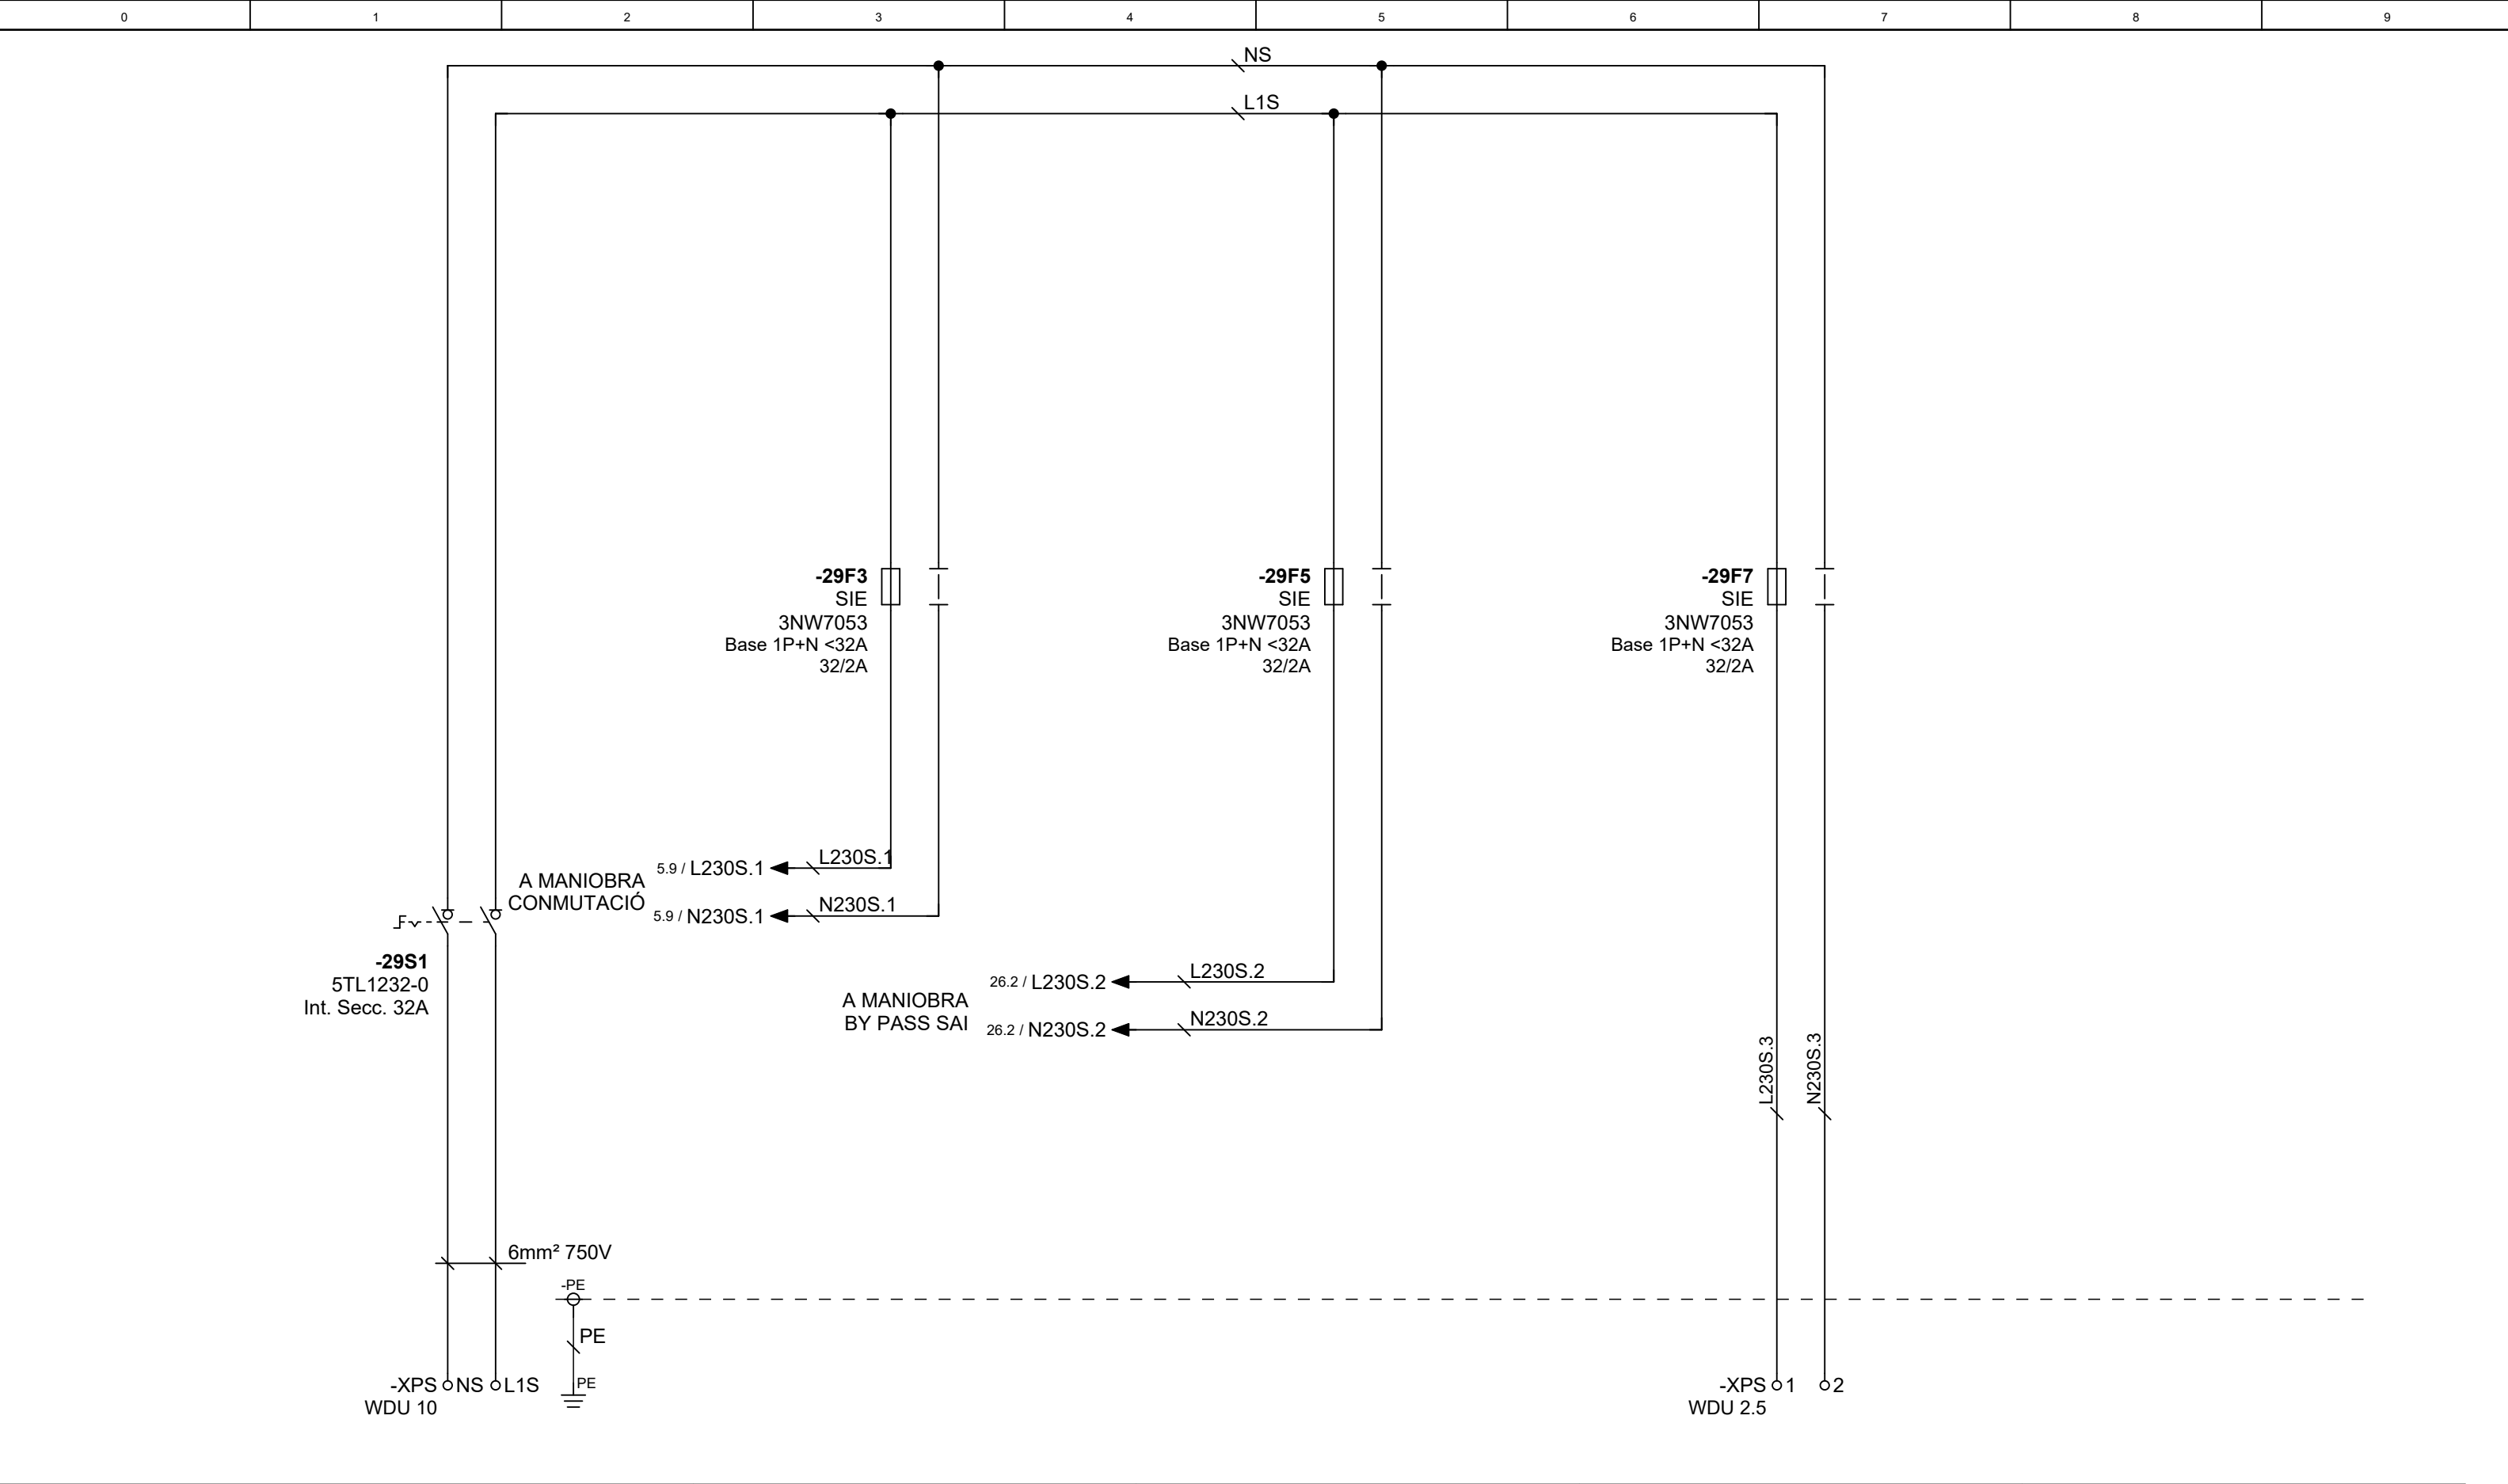 0 1 2 3 4 5 6 7 8 9
NS
L1S
-29F3
SIE
3NW7053
Base 1P+N <32A
32/2A
-29F5
SIE
3NW7053
Base 1P+N <32A
32/2A
-29F7
SIE
3NW7053
Base 1P+N <32A
32/2A
A MANIOBRA
CONMUTACIÓ
5.9 / L230S.1
L230S.1
5.9 / N230S.1
N230S.1
-29S1
5TL1232-0
Int. Secc. 32A
A MANIOBRA
BY PASS SAI
26.2 / L230S.2
L230S.2
26.2 / N230S.2
N230S.2
L230S.3
N230S.3
6mm² 750V
-PE
PE
PE
-XPS NS L1S
WDU 10
-XPS 1 2
WDU 2.5